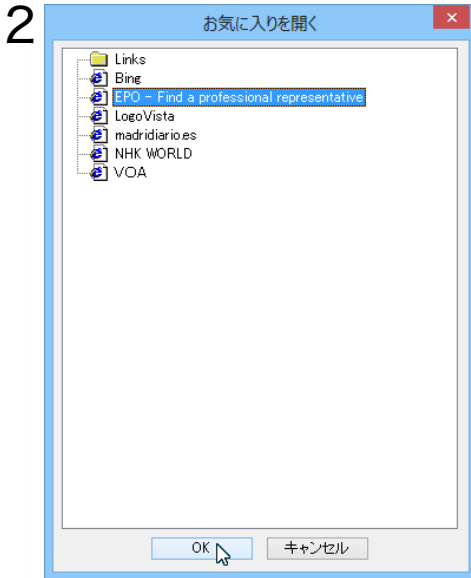 2
お気に入りを開く
Links
Bing
EPO - Find a professional representative
LogoVista
madridiario.es
NHK WORLD
VOA
OK
キャンセル